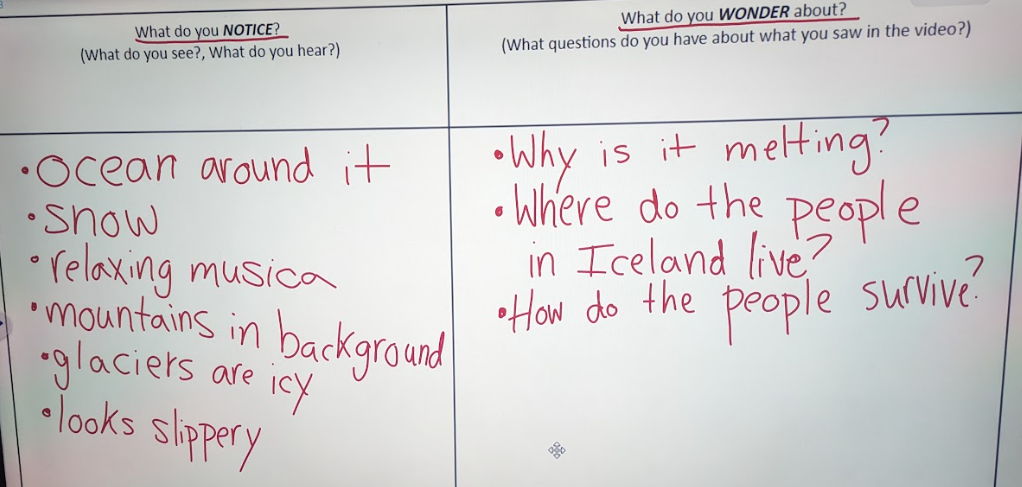 What do you NOTICE?
(What do you see?, What do you hear?)
• ocean around it
• snow
• relaxing musica
• mountains in background
• glaciers are icy
• looks slippery
What do you WONDER about?
(What questions do you have about what you saw in the video?)
• Why is it melting?
• Where do the people
in Iceland live?
• How do the people survive?